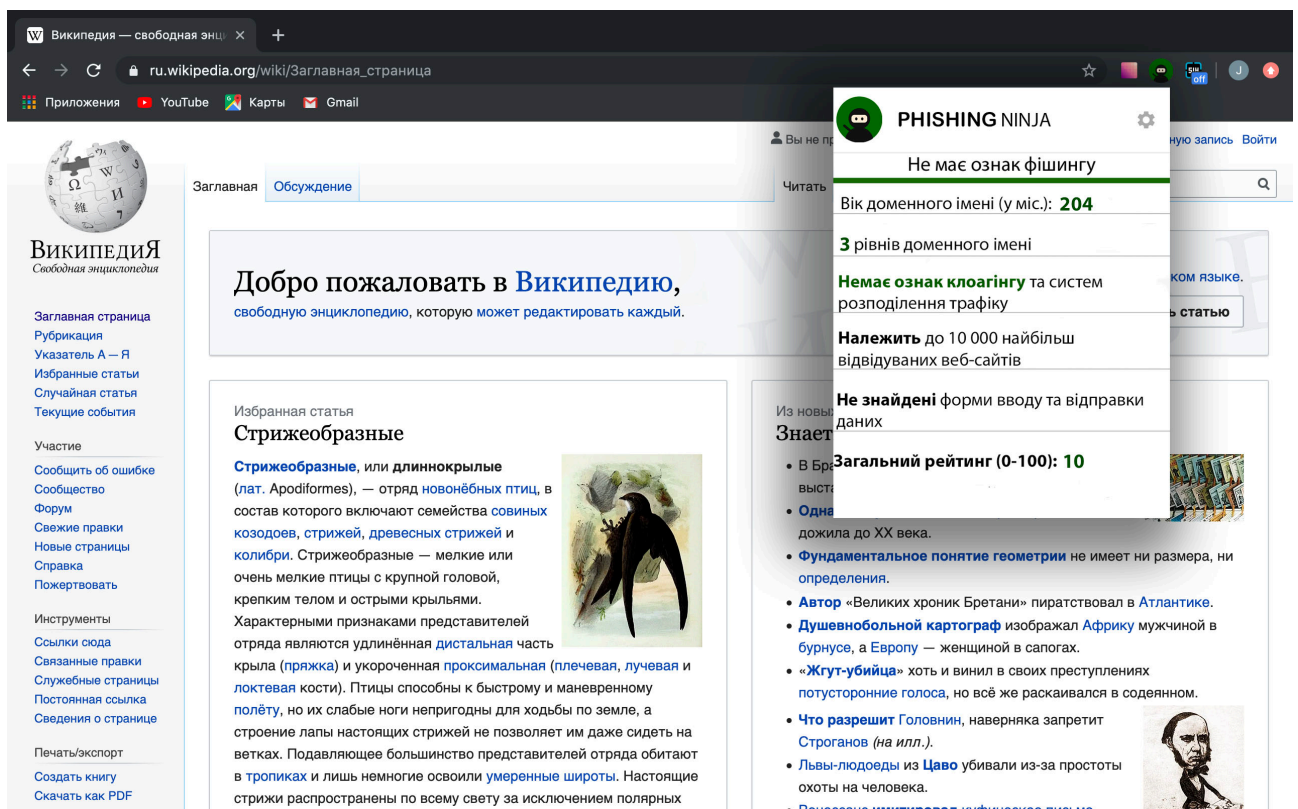 Википедия — свободная энц
ru.wikipedia.org/wiki/Заглавная_страница
off
J
Приложения YouTube Карты Gmail
PHISHING NINJA
Не має ознак фішингу
Вік доменного імені (у міс.): 204
3 рівнів доменного імені
Немає ознак клоагінгу та систем
розподілення трафіку
Належить до 10 000 найбільш
відвідуваних веб-сайтів
Не знайдені форми вводу та відправки
даних
Загальний рейтинг (0-100): 10
Вы не
запись Войти
Заглавная Обсуждение
Читать
ВикипедиЯ
Свободная энциклопедия
Заглавная страница
Рубрикация
Указатель А — Я
Избранные статьи
Случайная статья
Текущие события
Участие
Сообщить об ошибке
Сообщество
Форум
Свежие правки
Новые страницы
Справка
Пожертвовать
Инструменты
Ссылки сюда
Связанные правки
Служебные страницы
Постоянная ссылка
Сведения о странице
Печать/экспорт
Создать книгу
Скачать как PDF
Добро пожаловать в Википедию,
свободную энциклопедию, которую может редактировать каждый.
языке.
статью
Избранная статья
Стрижеобразные
Стрижеобразные, или длиннокрылые
(лат. Apodiformes), — отряд новонёбных птиц, в
состав которого включают семейства совиных
козодоев, стрижей, древесных стрижей и
колибри. Стрижеобразные — мелкие или
очень мелкие птицы с крупной головой,
крепким телом и острыми крыльями.
Характерными признаками представителей
отряда являются удлинённая дистальная часть
крыла (пряжка) и укороченная проксимальная (плечевая, лучевая и
локтевая кости). Птицы способны к быстрому и маневренному
полёту, но их слабые ноги непригодны для ходьбы по земле, а
строение лапы настоящих стрижей не позволяет им даже сидеть на
ветках. Подавляющее большинство представителей отряда обитают
в тропиках и лишь немногие освоили умеренные широты. Настоящие
стрижи распространены по всему свету за исключением полярных
Из
Знает
В
дожила до XX века.
Фундаментальное понятие геометрии не имеет ни размера, ни
определения.
Автор «Великих хроник Бретани» пиратствовал в Атлантике.
Душевнобольной картограф изображал Африку мужчиной в
бурнусе, а Европу — женщиной в сапогах.
«Жгут-убийца» хоть и винил в своих преступлениях
потусторонние голоса, но всё же раскаивался в содеянном.
Что разрешит Головнин, наверняка запретит
Строганов (на илл.).
Львы-людоеды из Цаво убивали из-за простоты
охоты на человека.